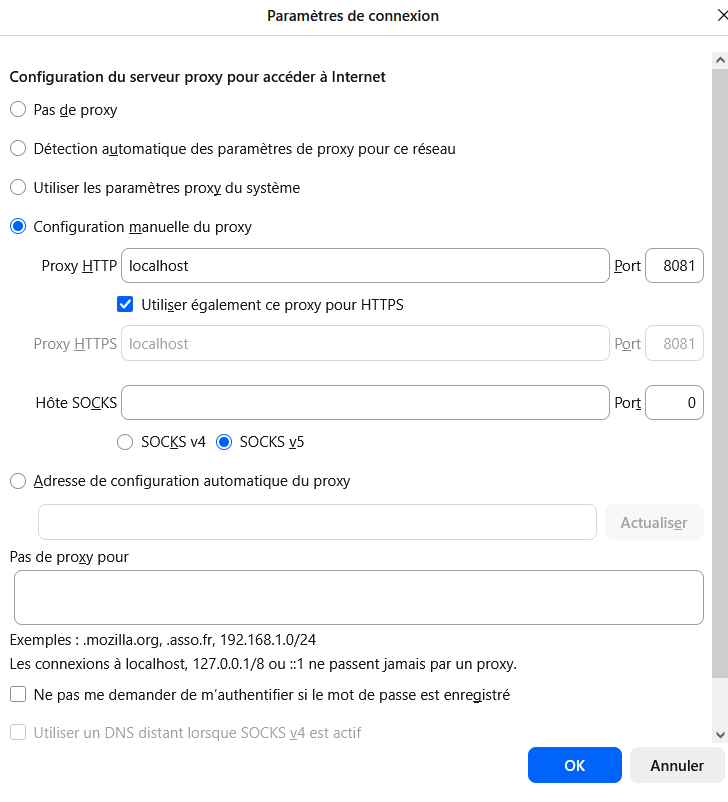 Paramètres de connexion
Configuration du serveur proxy pour accéder à Internet
Pas de proxy
Détection automatique des paramètres de proxy pour ce réseau
Utiliser les paramètres proxy du système
Configuration manuelle du proxy
Proxy HTTP localhost Port 8081
Utiliser également ce proxy pour HTTPS
Proxy HTTPS localhost Port 8081
Hôte SOCKS Port 0
SOCKS v4 SOCKS v5
Adresse de configuration automatique du proxy
Actualiser
Pas de proxy pour
Exemples : .mozilla.org, .asso.fr, 192.168.1.0/24
Les connexions à localhost, 127.0.0.1/8 ou ::1 ne passent jamais par un proxy.
Ne pas me demander de m’authentifier si le mot de passe est enregistré
Utiliser un DNS distant lorsque SOCKS v4 est actif
OK Annuler